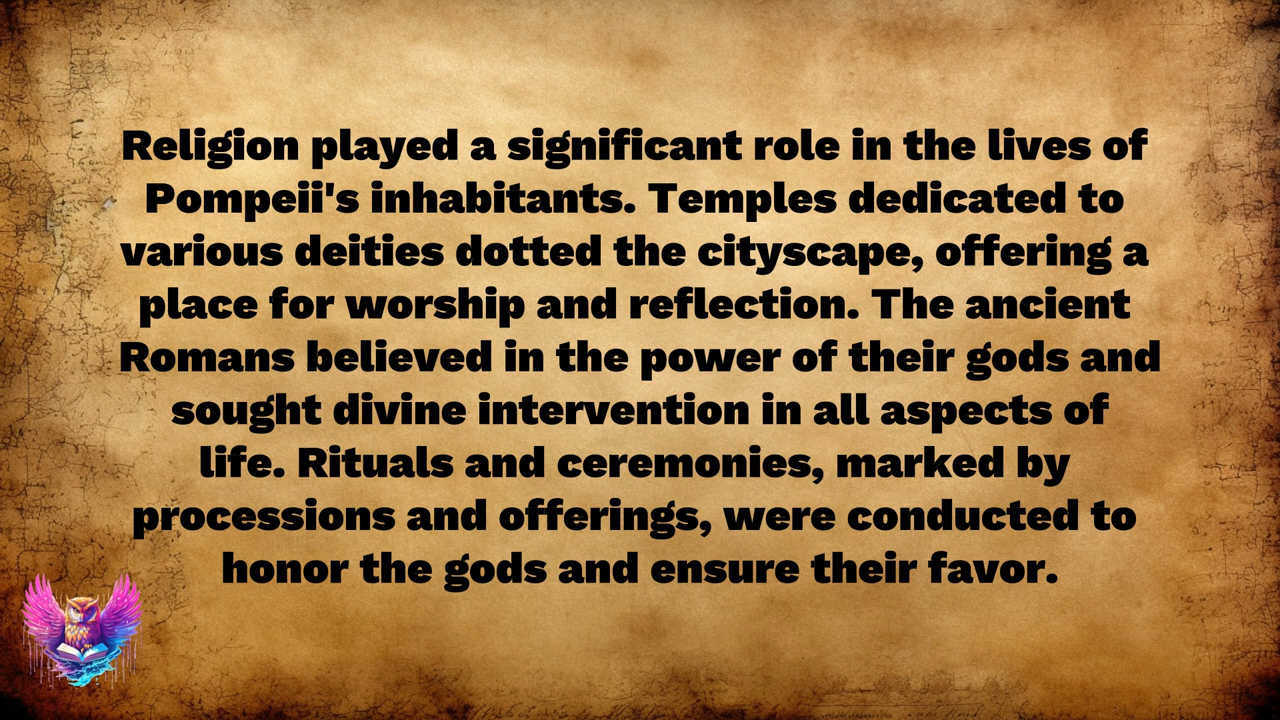 Religion played a significant role in the lives of
Pompeii's inhabitants. Temples dedicated to
various deities dotted the cityscape, offering a
place for worship and reflection. The ancient
Romans believed in the power of their gods and
sought divine intervention in all aspects of
life. Rituals and ceremonies, marked by
processions and offerings, were conducted to
honor the gods and ensure their favor.